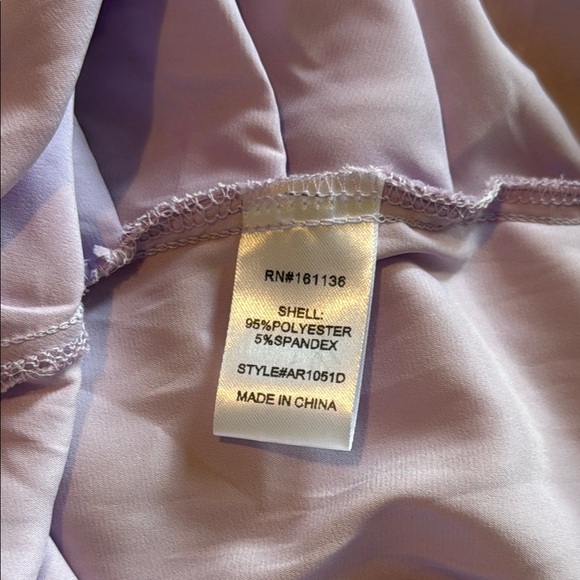 RN#161136
SHELL:
95%POLYESTER
5%SPANDEX
STYLE#AR1051D
MADE IN CHINA